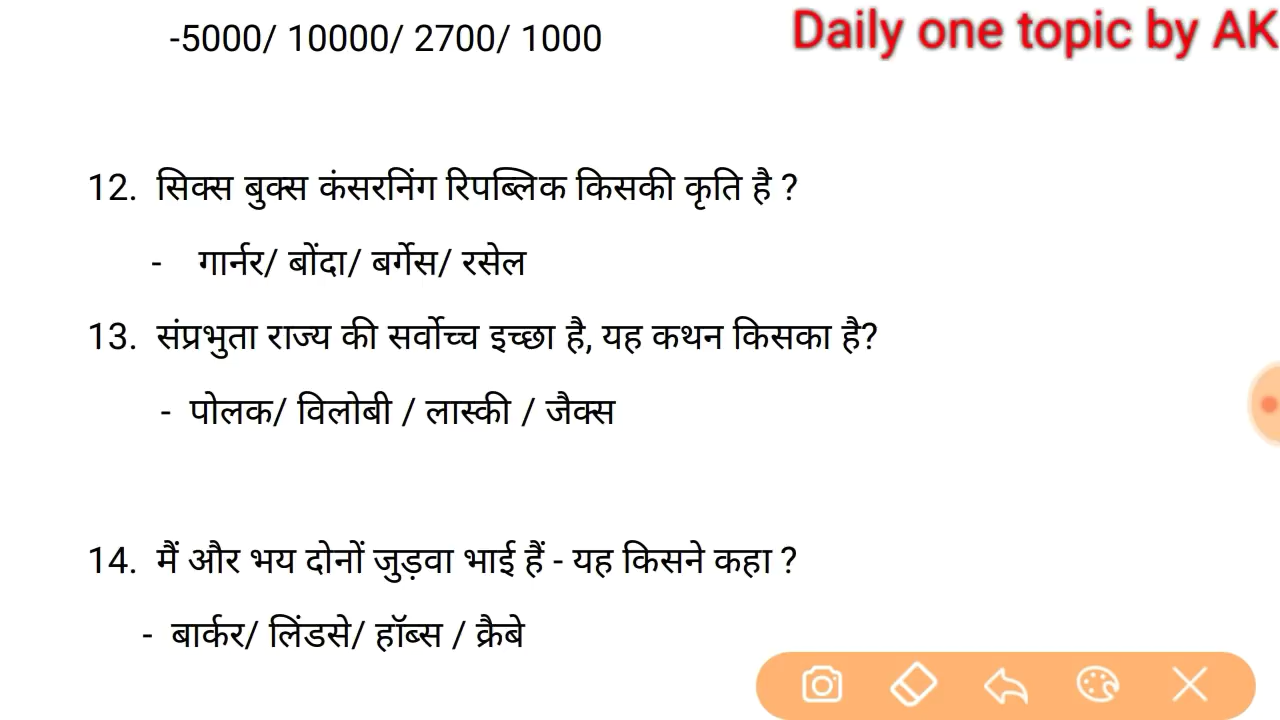 -5000/ 10000/ 2700/ 1000
Daily one topic by AK
12. सिक्स बुक्स कंसरनिंग रिपब्लिक किसकी कृति है ?
- गार्नर/ बोंदा/ बर्गेस/ रसेल
13. संप्रभुता राज्य की सर्वोच्च इच्छा है, यह कथन किसका है?
- पोलक/ विलोबी / लास्की / जैक्स
14. मैं और भय दोनों जुड़वा भाई हैं - यह किसने कहा ?
- बार्कर/ लिंडसे/ हॉब्स / क्रैबे